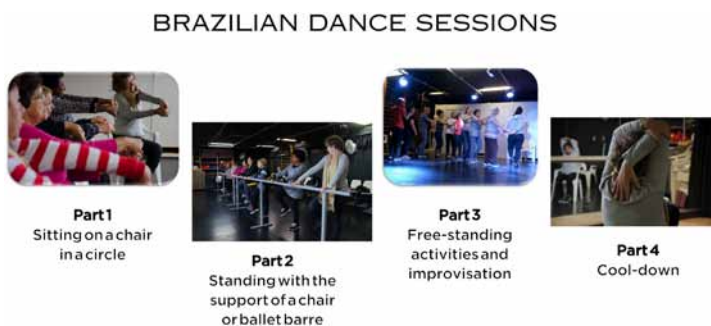 BRAZILIAN DANCE SESSIONS
Part 1
Sitting on a chair
in a circle
Part 2
Standing with the
support of a chair
or ballet barre
Part 3
Free-standing
activities and
improvisation
Part 4
Cool-down